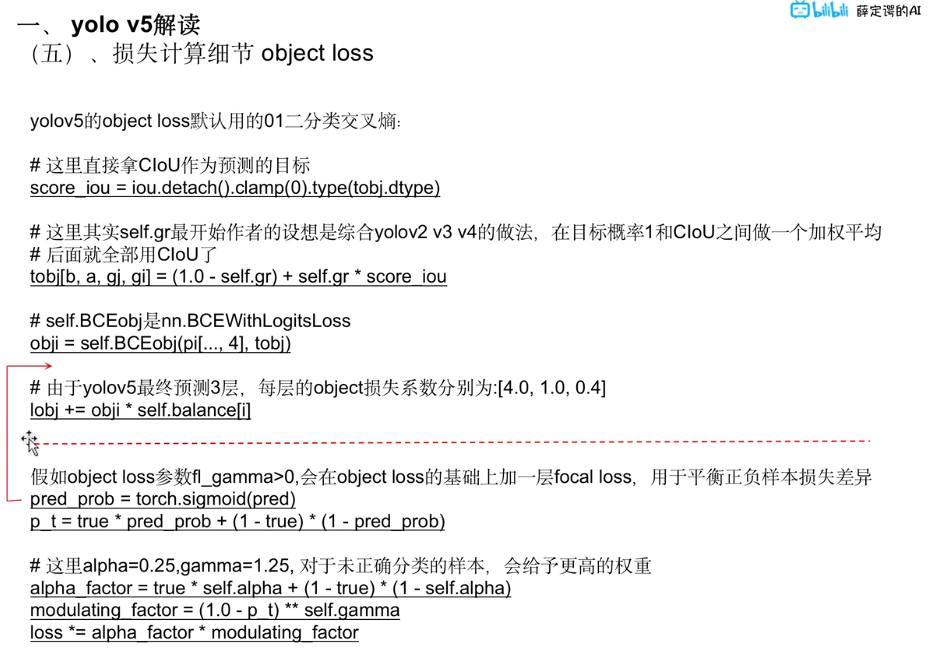 一、 yolo v5解读
bilibili 薛定谔的AI
（五）、损失计算细节 object loss
yolov5的object loss默认用的01二分类交叉熵:
# 这里直接拿CIoU作为预测的目标
score_iou = iou.detach().clamp(0).type(tobj.dtype)
# 这里其实self.gr最开始作者的设想是综合yolov2 v3 v4的做法，在目标概率1和CIoU之间做一个加权平均
# 后面就全部用CIoU了
tobj[b, a, gj, gi] = (1.0 - self.gr) + self.gr * score_iou
# self.BCEobj是nn.BCEWithLogitsLoss
obji = self.BCEobj(pi[..., 4], tobj)
# 由于yolov5最终预测3层，每层的object损失系数分别为:[4.0, 1.0, 0.4]
lobj += obji * self.balance[i]
假如object loss参数fl_gamma>0,会在object loss的基础上加一层focal loss，用于平衡正负样本损失差异
pred_prob = torch.sigmoid(pred)
p_t = true * pred_prob + (1 - true) * (1 - pred_prob)
# 这里alpha=0.25,gamma=1.25, 对于未正确分类的样本，会给予更高的权重
alpha_factor = true * self.alpha + (1 - true) * (1 - self.alpha)
modulating_factor = (1.0 - p_t) ** self.gamma
loss *= alpha_factor * modulating_factor